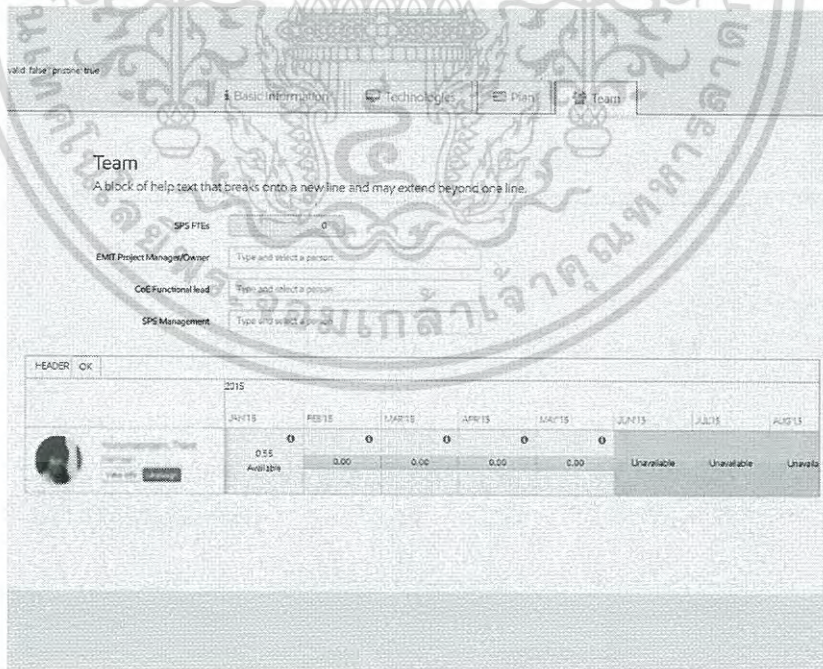 valid: false | pristine: true
Basic Information
Technologies
Plan
Team
Team
A block of help text that breaks onto a new line and may extend beyond one line.
SPS FTEs
0
EMIT Project Manager/Owner
Type and select a person
CoE Functional lead
Type and select a person
SPS Management
Type and select a person
HEADER OK
2015
JAN'15 FEB'15 MAR'15 APR'15 MAY'15 JUN'15 JUL'15 AUG'15
0.55 0.00 0.00 0.00 0.00 Unavailable Unavailable Unavaila
Available